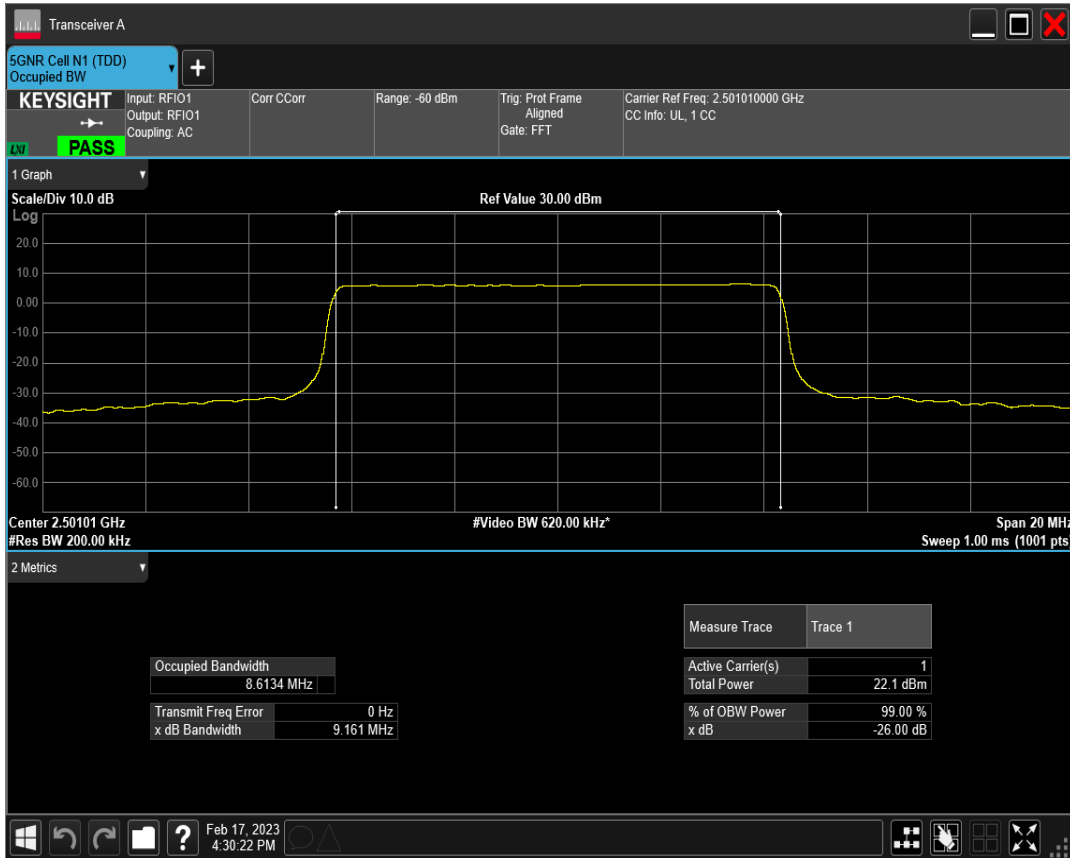 Transceiver A
5GNR Cell N1 (TDD)
Occupied BW
KEYSIGHT
LXI
PASS
Input: RFIO1
Output: RFIO1
Coupling: AC
Corr CCorr
Range: -60 dBm
Trig: Prot Frame
Aligned
Gate: FFT
Carrier Ref Freq: 2.501010000 GHz
CC Info: UL, 1 CC
1 Graph
Scale/Div 10.0 dB
Ref Value 30.00 dBm
Log
20.0
10.0
0.00
-10.0
-20.0
-30.0
-40.0
-50.0
-60.0
Center 2.50101 GHz
#Video BW 620.00 kHz*
Span 20 MHz
#Res BW 200.00 kHz
Sweep 1.00 ms (1001 pts)
2 Metrics
Measure Trace Trace 1
Occupied Bandwidth
8.6134 MHz
Active Carrier(s) 1
Total Power 22.1 dBm
Transmit Freq Error 0 Hz
x dB Bandwidth 9.161 MHz
% of OBW Power 99.00 %
x dB -26.00 dB
?
Feb 17, 2023
4:30:22 PM